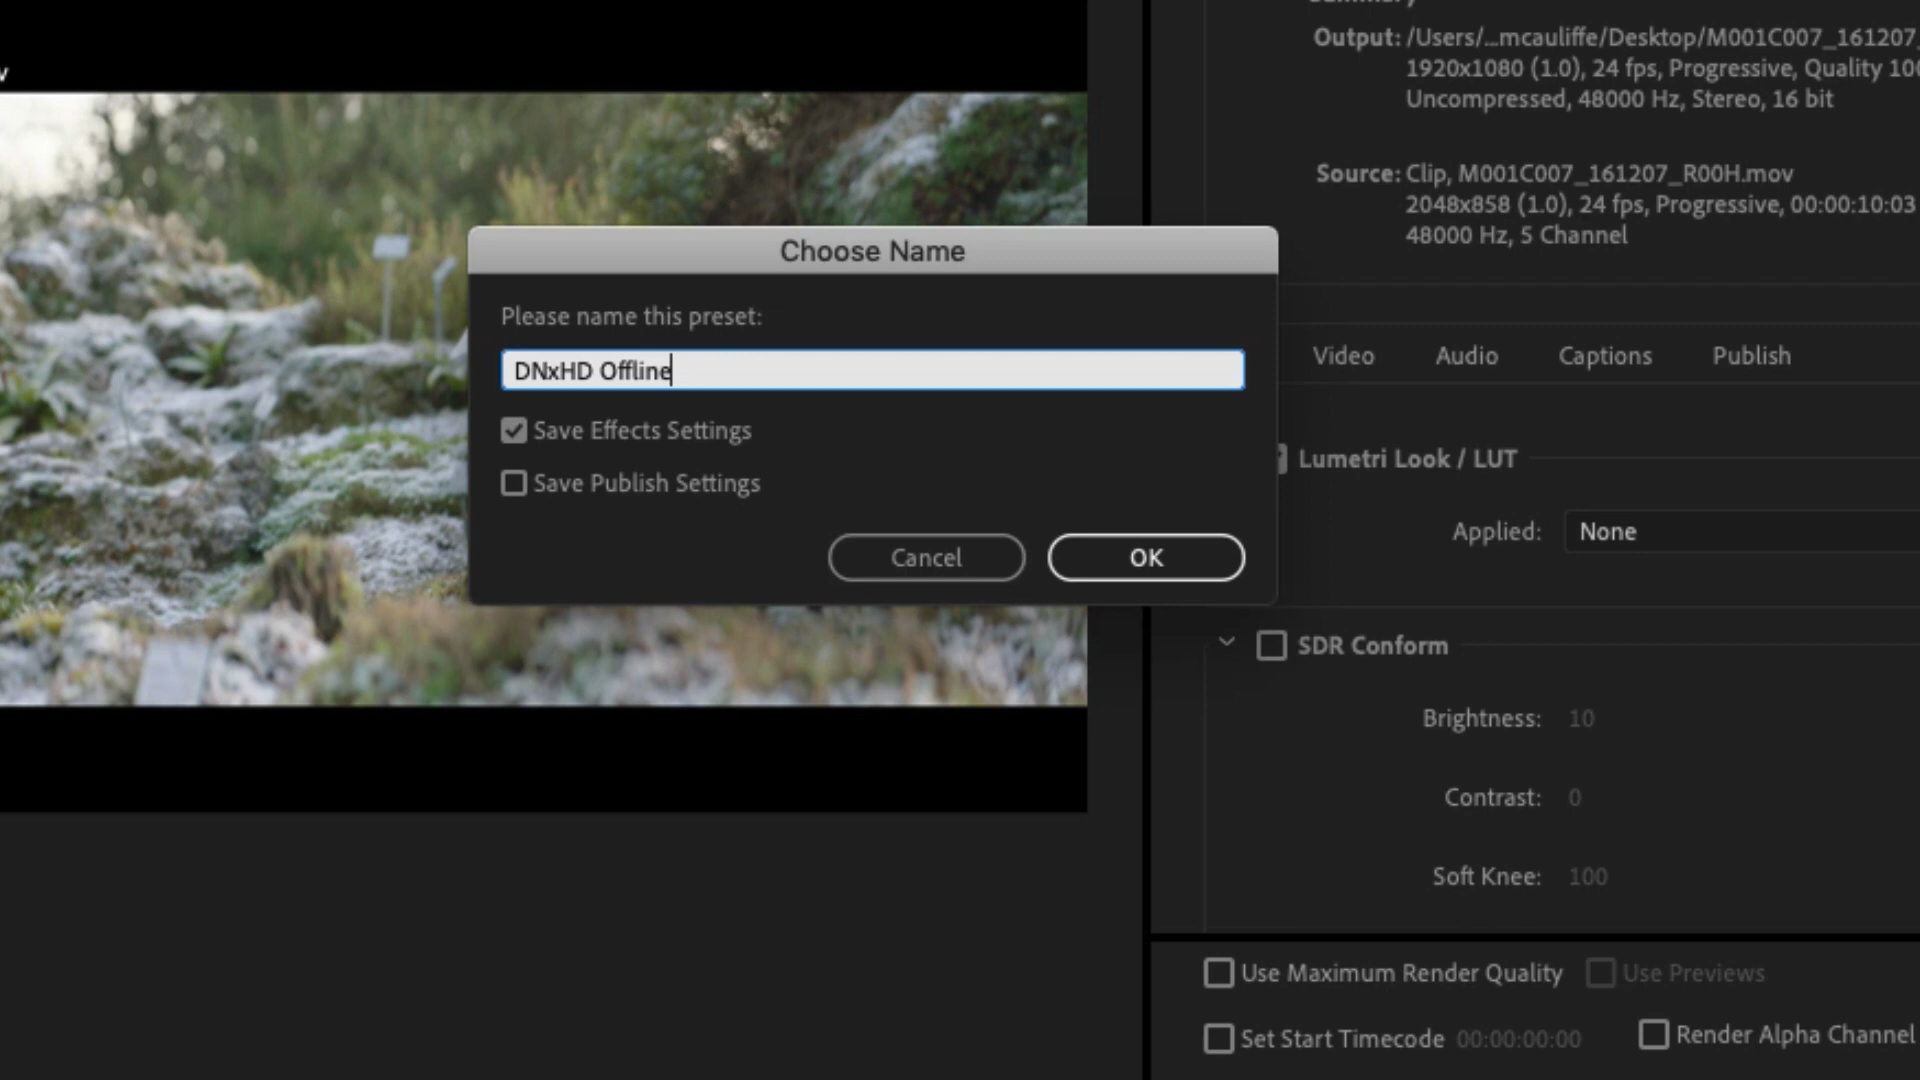 Output: /Users/...mcauliffe/Desktop/M001C007_161207_
1920x1080 (1.0), 24 fps, Progressive, Quality 100
Uncompressed, 48000 Hz, Stereo, 16 bit
Source: Clip, M001C007_161207_R00H.mov
2048x858 (1.0), 24 fps, Progressive, 00:00:10:03
48000 Hz, 5 Channel
Choose Name
Please name this preset:
DNxHD Offline
Save Effects Settings
Save Publish Settings
Cancel OK
Video Audio Captions Publish
Lumetri Look / LUT
Applied: None
SDR Conform
Brightness: 10
Contrast: 0
Soft Knee: 100
Use Maximum Render Quality Use Previews
Set Start Timecode 00:00:00:00 Render Alpha Channel